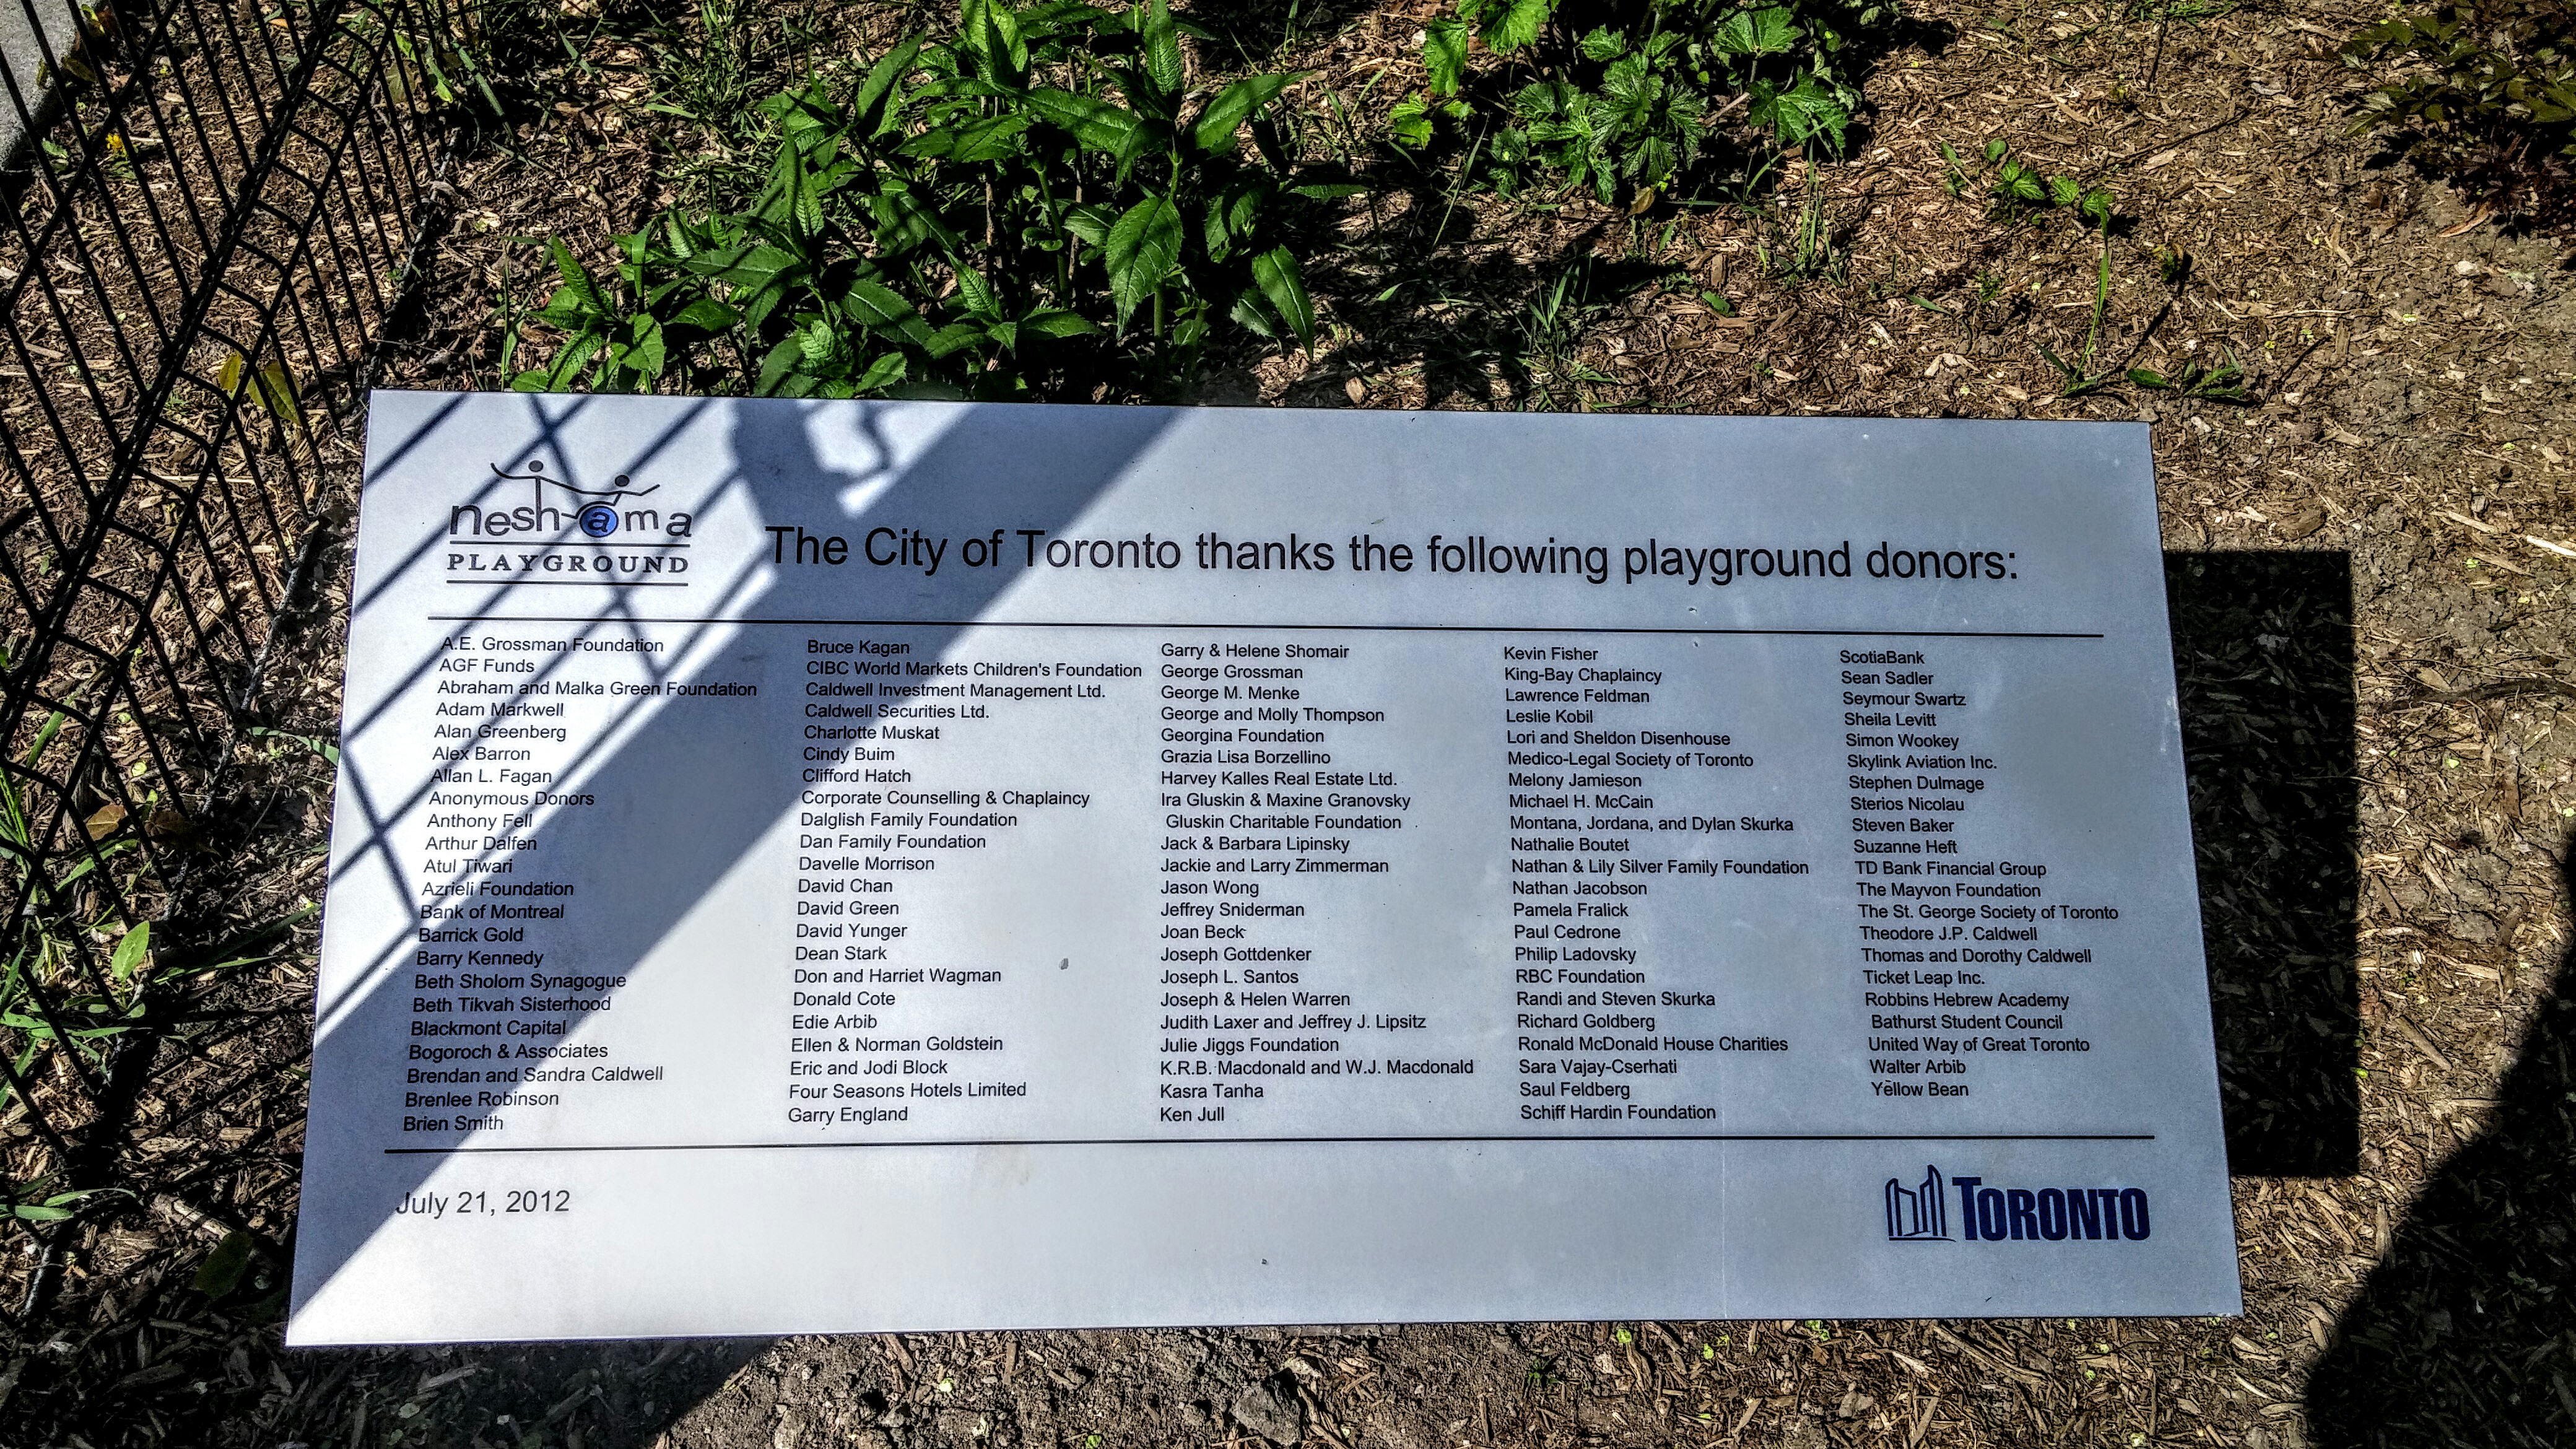 nesh-ama
PLAYGROUND
The City of Toronto thanks the following playground donors:
A.E. Grossman Foundation
AGF Funds
Abraham and Malka Green Foundation
Adam Markwell
Alan Greenberg
Alex Barron
Allan L. Fagan
Anonymous Donors
Anthony Fell
Arthur Dalfen
Atul Tiwari
Azrieli Foundation
Bank of Montreal
Barrick Gold
Barry Kennedy
Beth Sholom Synagogue
Beth Tikvah Sisterhood
Blackmont Capital
Bogoroch & Associates
Brendan and Sandra Caldwell
Brenlee Robinson
Brien Smith
Bruce Kagan
CIBC World Markets Children's Foundation
Caldwell Investment Management Ltd.
Caldwell Securities Ltd.
Charlotte Muskat
Cindy Buim
Clifford Hatch
Corporate Counselling & Chaplaincy
Dalglish Family Foundation
Dan Family Foundation
Davelle Morrison
David Chan
David Green
David Yunger
Dean Stark
Don and Harriet Wagman
Donald Cote
Edie Arbib
Ellen & Norman Goldstein
Eric and Jodi Block
Four Seasons Hotels Limited
Garry England
Garry & Helene Shomair
George Grossman
George M. Menke
George and Molly Thompson
Georgina Foundation
Grazia Lisa Borzellino
Harvey Kalles Real Estate Ltd.
Ira Gluskin & Maxine Granovsky
Gluskin Charitable Foundation
Jack & Barbara Lipinsky
Jackie and Larry Zimmerman
Jason Wong
Jeffrey Sniderman
Joan Beck
Joseph Gottdenker
Joseph L. Santos
Joseph & Helen Warren
Judith Laxer and Jeffrey J. Lipsitz
Julie Jiggs Foundation
K.R.B. Macdonald and W.J. Macdonald
Kasra Tanha
Ken Jull
Kevin Fisher
King-Bay Chaplaincy
Lawrence Feldman
Leslie Kobil
Lori and Sheldon Disenhouse
Medico-Legal Society of Toronto
Melony Jamieson
Michael H. McCain
Montana, Jordana, and Dylan Skurka
Nathalie Boutet
Nathan & Lily Silver Family Foundation
Nathan Jacobson
Pamela Fralick
Paul Cedrone
Philip Ladovsky
RBC Foundation
Randi and Steven Skurka
Richard Goldberg
Ronald McDonald House Charities
Sara Vajay-Cserhati
Saul Feldberg
Schiff Hardin Foundation
ScotiaBank
Sean Sadler
Seymour Swartz
Sheila Levitt
Simon Wookey
Skylink Aviation Inc.
Stephen Dulmage
Sterios Nicolau
Steven Baker
Suzanne Heft
TD Bank Financial Group
The Mayvon Foundation
The St. George Society of Toronto
Theodore J.P. Caldwell
Thomas and Dorothy Caldwell
Ticket Leap Inc.
Robbins Hebrew Academy
Bathurst Student Council
United Way of Great Toronto
Walter Arbib
Yellow Bean
July 21, 2012
TORONTO